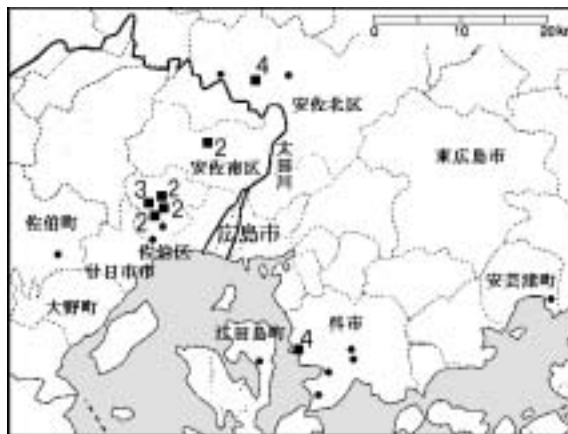 0 10 20km
4
安佐北区
2
安佐南区
太田川
東広島市
3 2
2
2
佐伯町
佐伯区
広島市
廿日市市
大野町
安芸津町
江田島町
呉市
4